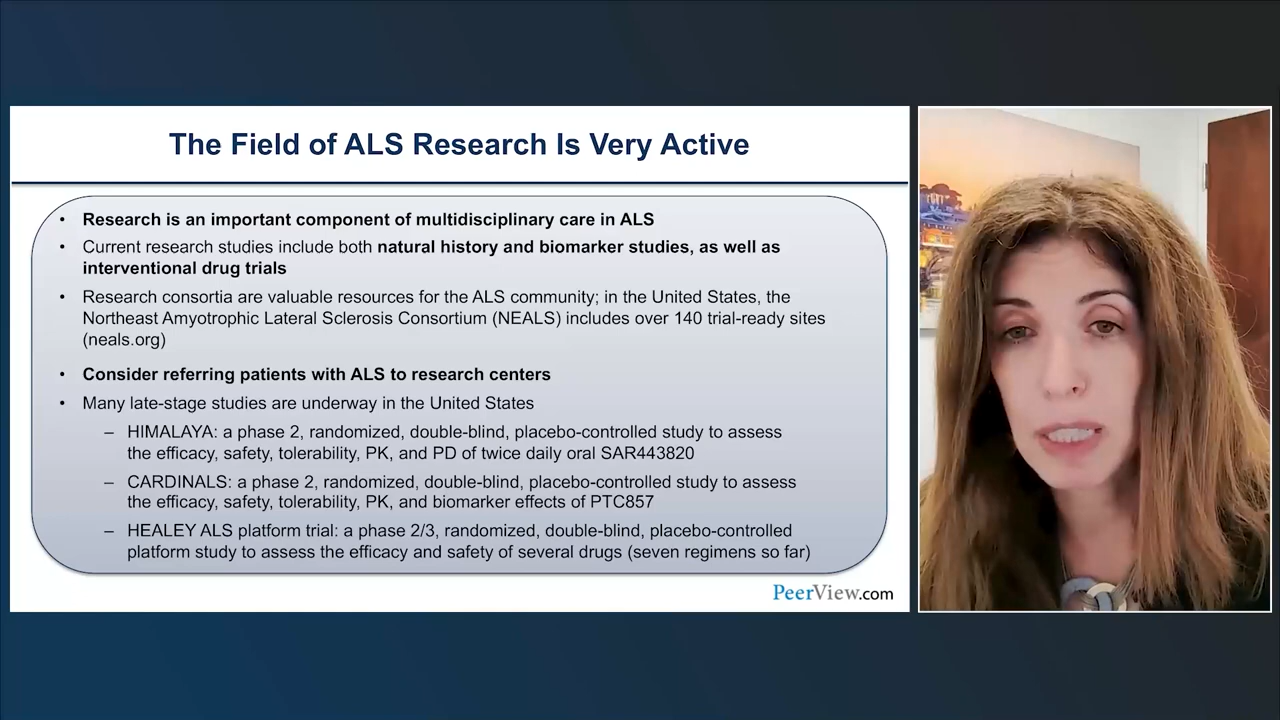 The Field of ALS Research Is Very Active
• Research is an important component of multidisciplinary care in ALS
• Current research studies include both natural history and biomarker studies, as well as
interventional drug trials
• Research consortia are valuable resources for the ALS community; in the United States, the
Northeast Amyotrophic Lateral Sclerosis Consortium (NEALS) includes over 140 trial-ready sites
(neals.org)
• Consider referring patients with ALS to research centers
• Many late-stage studies are underway in the United States
– HIMALAYA: a phase 2, randomized, double-blind, placebo-controlled study to assess
the efficacy, safety, tolerability, PK, and PD of twice daily oral SAR443820
– CARDINALS: a phase 2, randomized, double-blind, placebo-controlled study to assess
the efficacy, safety, tolerability, PK, and biomarker effects of PTC857
– HEALEY ALS platform trial: a phase 2/3, randomized, double-blind, placebo-controlled
platform study to assess the efficacy and safety of several drugs (seven regimens so far)
PeerView.com